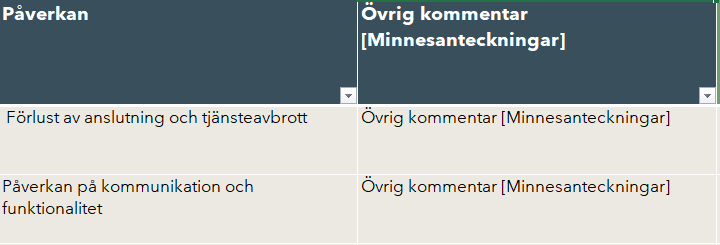 Påverkan
Övrig kommentar
[Minnesanteckningar]
Förlust av anslutning och tjänsteavbrott
Övrig kommentar [Minnesanteckningar]
Påverkan på kommunikation och
funktionalitet
Övrig kommentar [Minnesanteckningar]